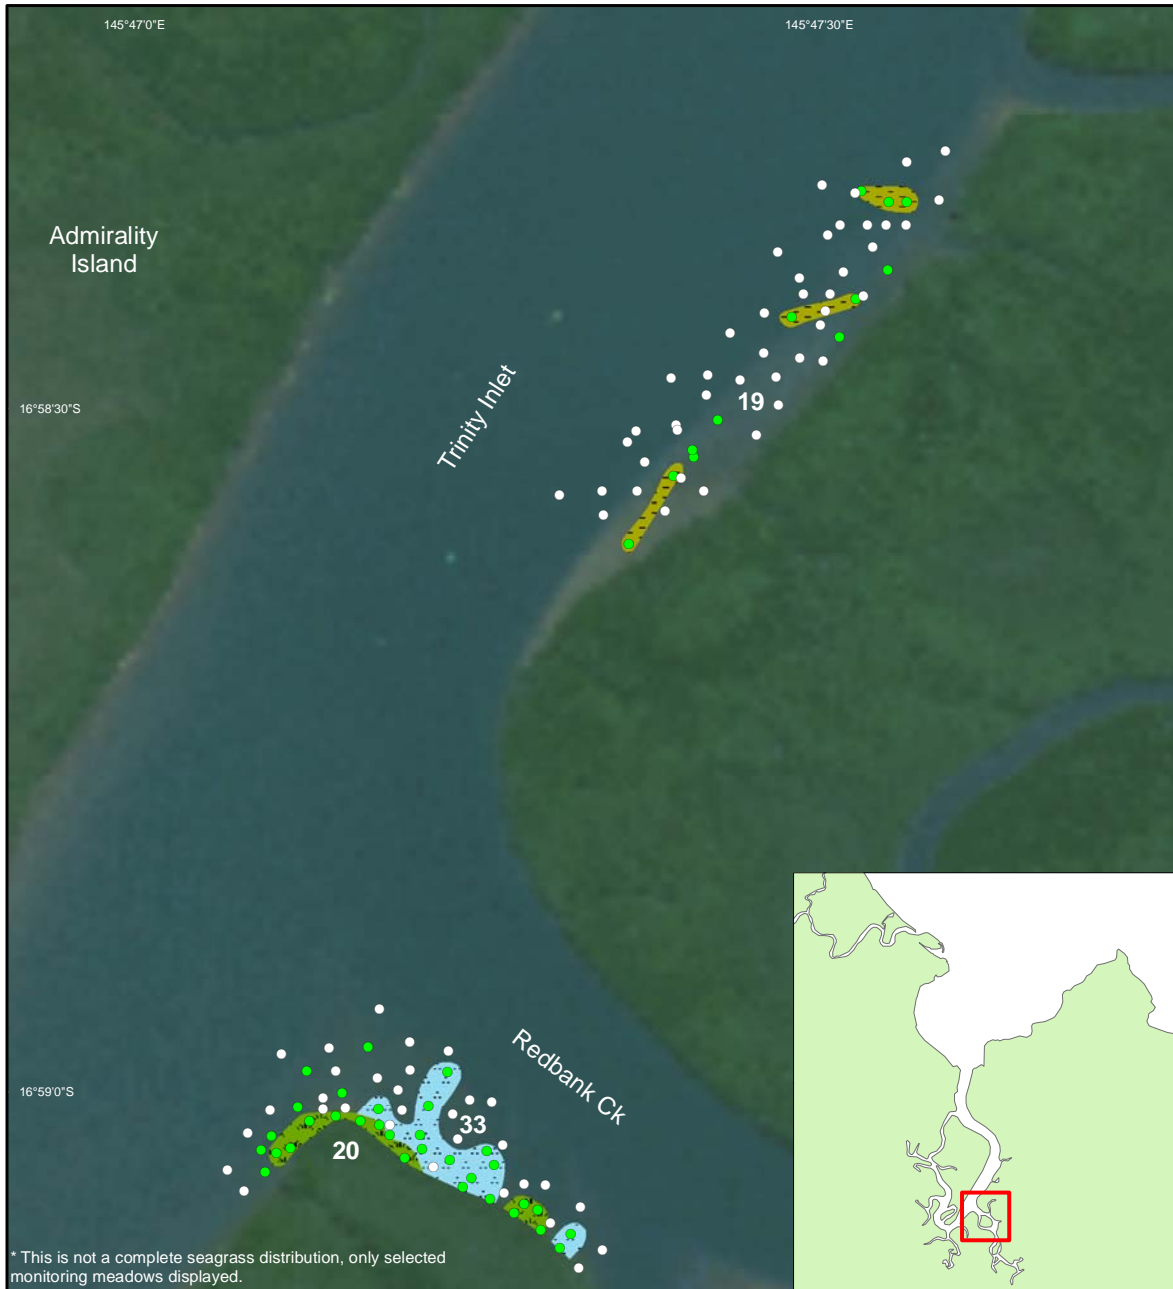 145°47'0"E
145°47'30"E
Admirality
Island
16°58'30"S
Trinity Inlet
19
Redbank Ck
16°59'0"S
33
20
* This is not a complete seagrass distribution, only selected
monitoring meadows displayed.